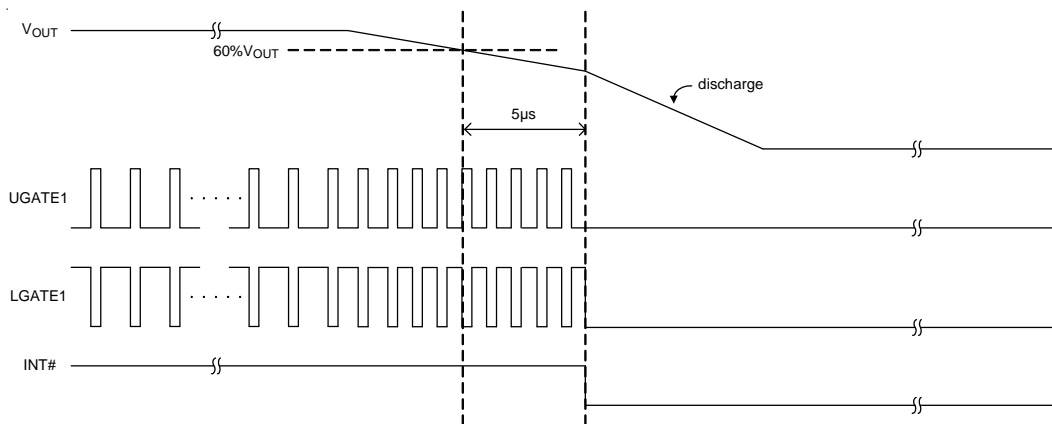 VOUT
60%VOUT
discharge
5µs
UGATE1
LGATE1
INT#